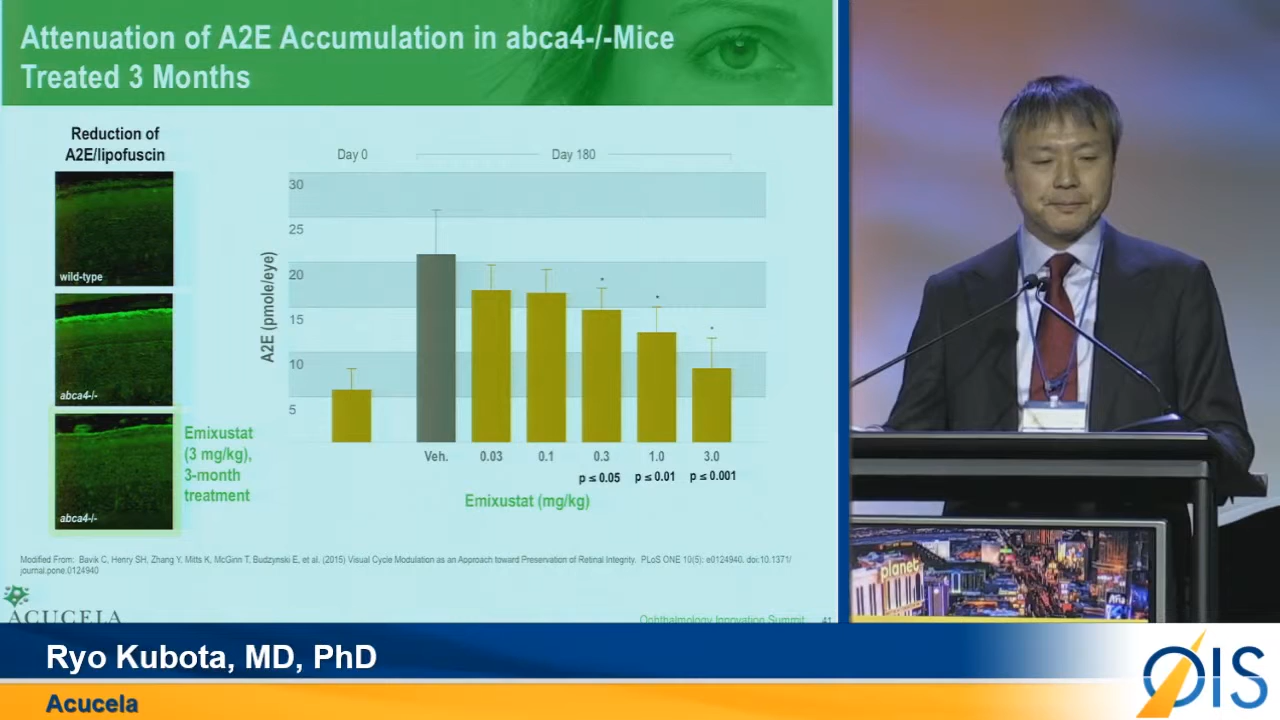 Attenuation of A2E Accumulation in abca4-/-Mice
Treated 3 Months
Reduction of
A2E/lipofuscin
wild-type
abca4-/-
abca4-/-
Emixustat
(3 mg/kg),
3-month
treatment
Day 0
Day 180
30
25
20
15
10
5
A2E (pmole/eye)
Veh.
0.03
0.1
0.3
1.0
3.0
p ≤ 0.05
p ≤ 0.01
p ≤ 0.001
Emixustat (mg/kg)
Modified From: Bavik C, Henry SH, Zhang Y, Mitts K, McGinn T, Budzynski E, et al. (2015) Visual Cycle Modulation as an Approach toward Preservation of Retinal Integrity. PLoS ONE 10(5): e0124940. doi:10.1371/
journal.pone.0124940
ACUCELA
Ophthalmology Innovation Summit
41
planet
Ryo Kubota, MD, PhD
Acucela
OIS